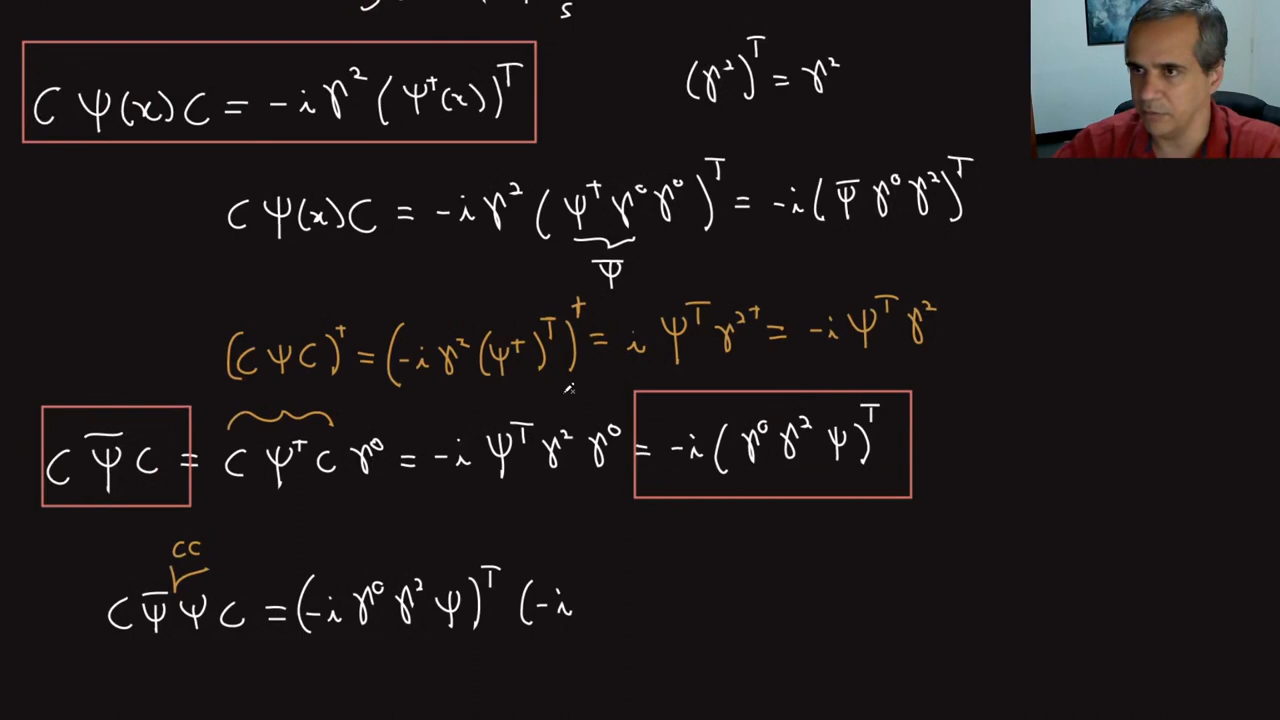 s
C Ψ(x) C = -i γ² (Ψ†(x))ᵀ
(γ²)ᵀ = γ²
C Ψ(x) C = -i γ² (Ψ† γ⁰ γ⁰)ᵀ = -i (Ψ̅ γ⁰ γ²)ᵀ
Ψ̅
(C Ψ C)† = (-i γ² (Ψ†)ᵀ)† = i Ψᵀ γ²† = -i Ψᵀ γ²
C Ψ̅ C = C Ψ† C γ⁰ = -i Ψᵀ γ² γ⁰ = -i (γ⁰ γ² Ψ)ᵀ
CC
C Ψ̅ Ψ C = (-i γ⁰ γ² Ψ)ᵀ (-i